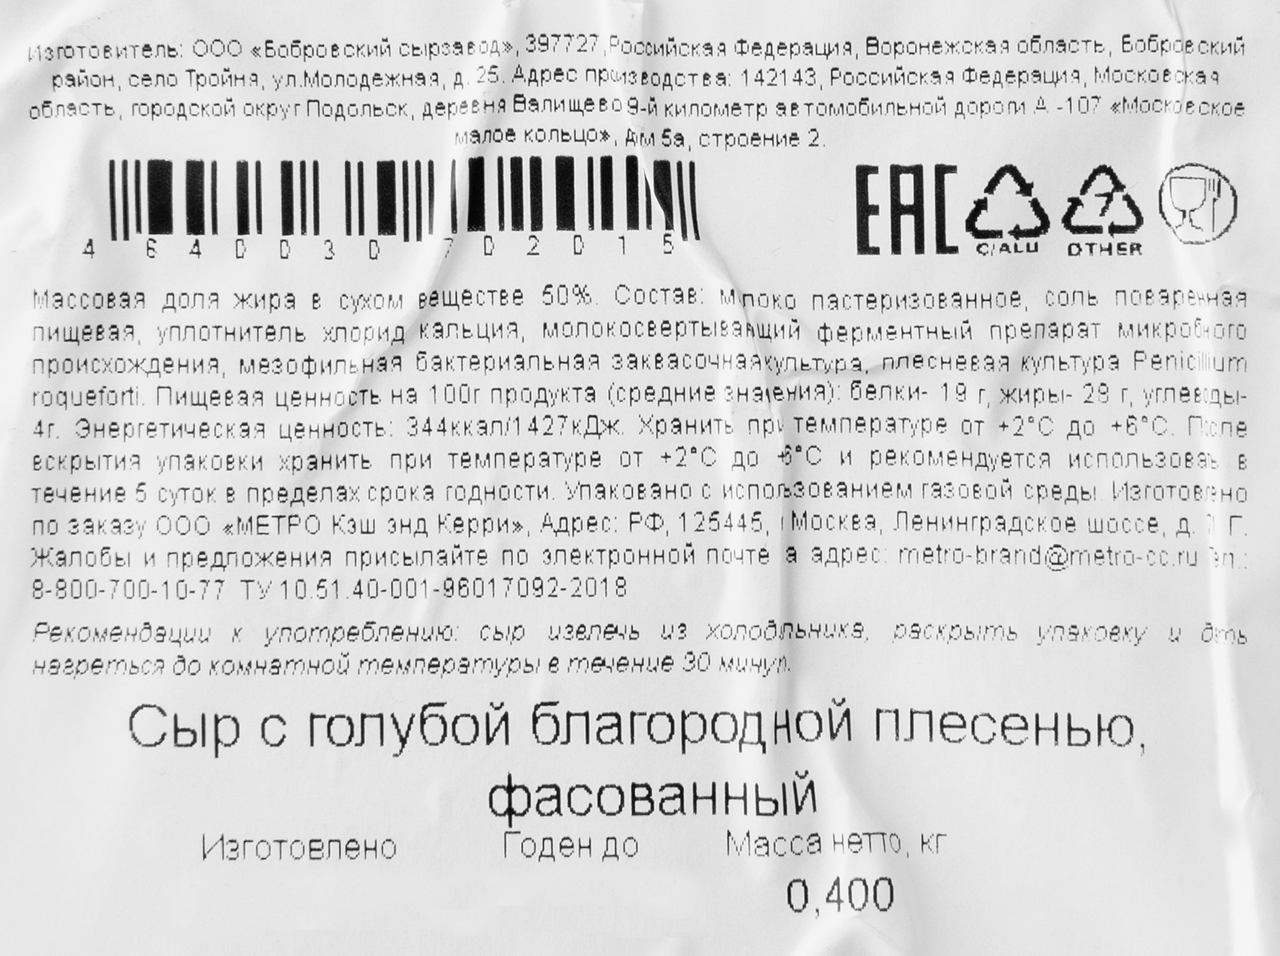 Изготовитель: ООО «Бобровский сырзавод», 397727,Российская Федерация, Воронежская область, Бобровский
район, село Тройня, ул.Молодежная, д. 25. Адрес производства: 142143, Российская Федерация, Московская
область, городской округ Подольск, деревня Валищево 9-й километр автомобильной дороги А -107 «Московское
малое кольцо», 5а, строение 2.
EAC
4 640030 702015
C/ALU 7 OTHER
Массовая доля жира в сухом веществе 50%. Состав: молоко пастеризованное, соль поваренная
пищевая, уплотнитель хлорид кальция, молокосвертывающий ферментный препарат микробного
происхождения, мезофильная бактериальная заквасочная культура, плесневая культура Penicillium
roqueforti. Пищевая ценность на 100г продукта (средние значения): белки- 19 г, жиры- 28 г, углеводы-
4г. Энергетическая ценность: 344ккал/1427кДж. Хранить при температуре от +2°С до +6°С. После
вскрытия упаковки хранить при температуре от +2°С до +6°С и рекомендуется использовать в
течение 5 суток в пределах срока годности. Упаковано с использованием газовой среды. Изготовлено
по заказу ООО «МЕТРО Кэш энд Керри», Адрес: РФ, 125445, Москва, Ленинградское шоссе, д. Г.
Жалобы и предложения присылайте по электронной почте адрес: metro-brand@metro-cc.ru
8-800-700-10-77 ТУ 10.51.40-001-96017092-2018
Рекомендации к употреблению: сыр извлечь из холодильника, раскрыть упаковку и дать
нагреться до комнатной температуры в течение 30 минут.
Сыр с голубой благородной плесенью,
фасованный
Изготовлено Годен до Масса нетто, кг
0,400